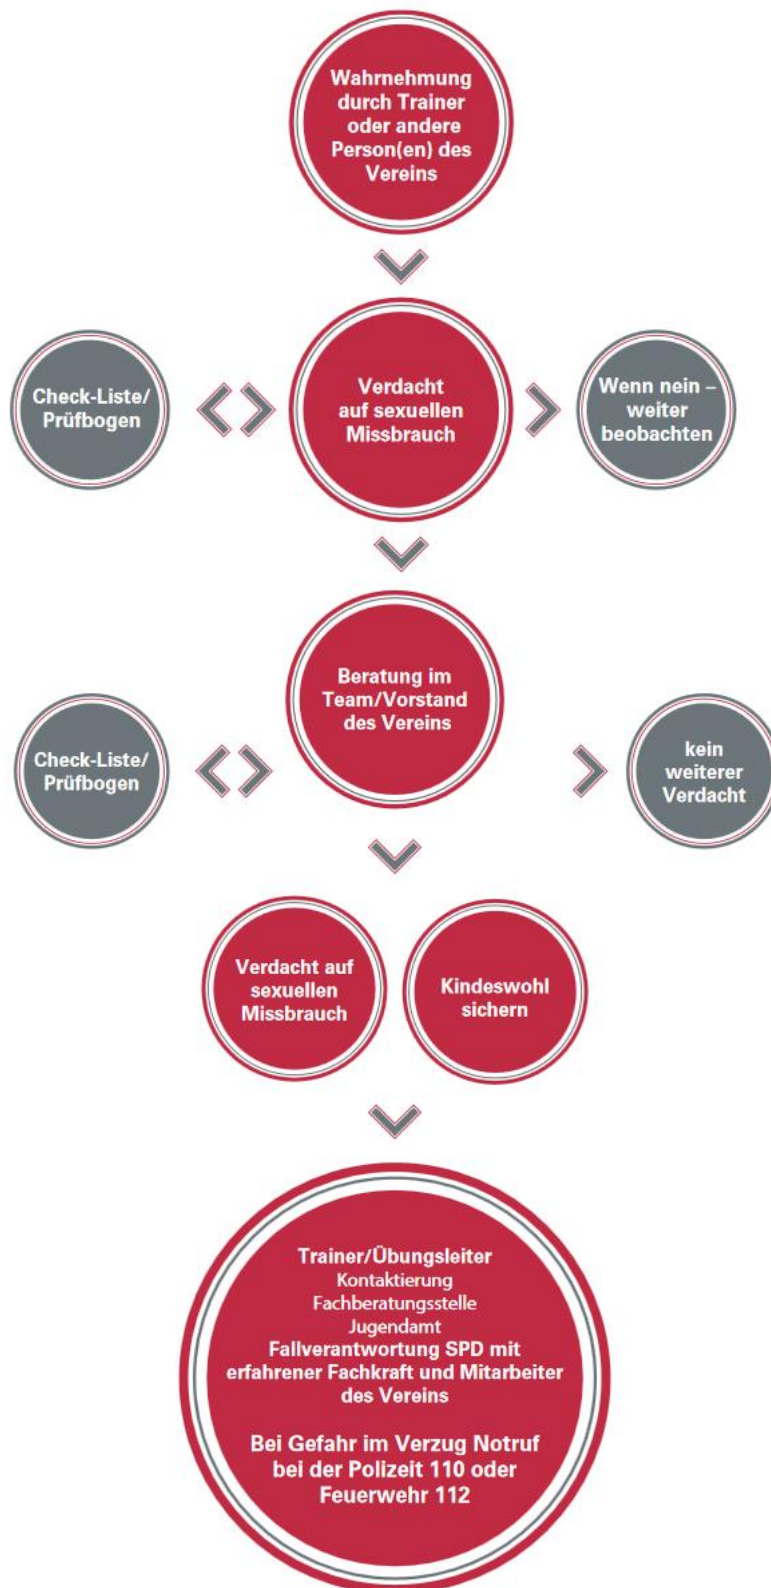 Wahrnehmung
durch Trainer
oder andere
Person(en) des
Vereins
Check-Liste/
Prüfbogen
Verdacht
auf sexuellen
Missbrauch
Wenn nein –
weiter
beobachten
Beratung im
Team/Vorstand
des Vereins
Check-Liste/
Prüfbogen
kein
weiterer
Verdacht
Verdacht auf
sexuellen
Missbrauch
Kindeswohl
sichern
Trainer/Übungsleiter
Kontaktierung
Fachberatungsstelle
Jugendamt
Fallverantwortung SPD mit
erfahrener Fachkraft und Mitarbeiter
des Vereins
Bei Gefahr im Verzug Notruf
bei der Polizeit 110 oder
Feuerwehr 112